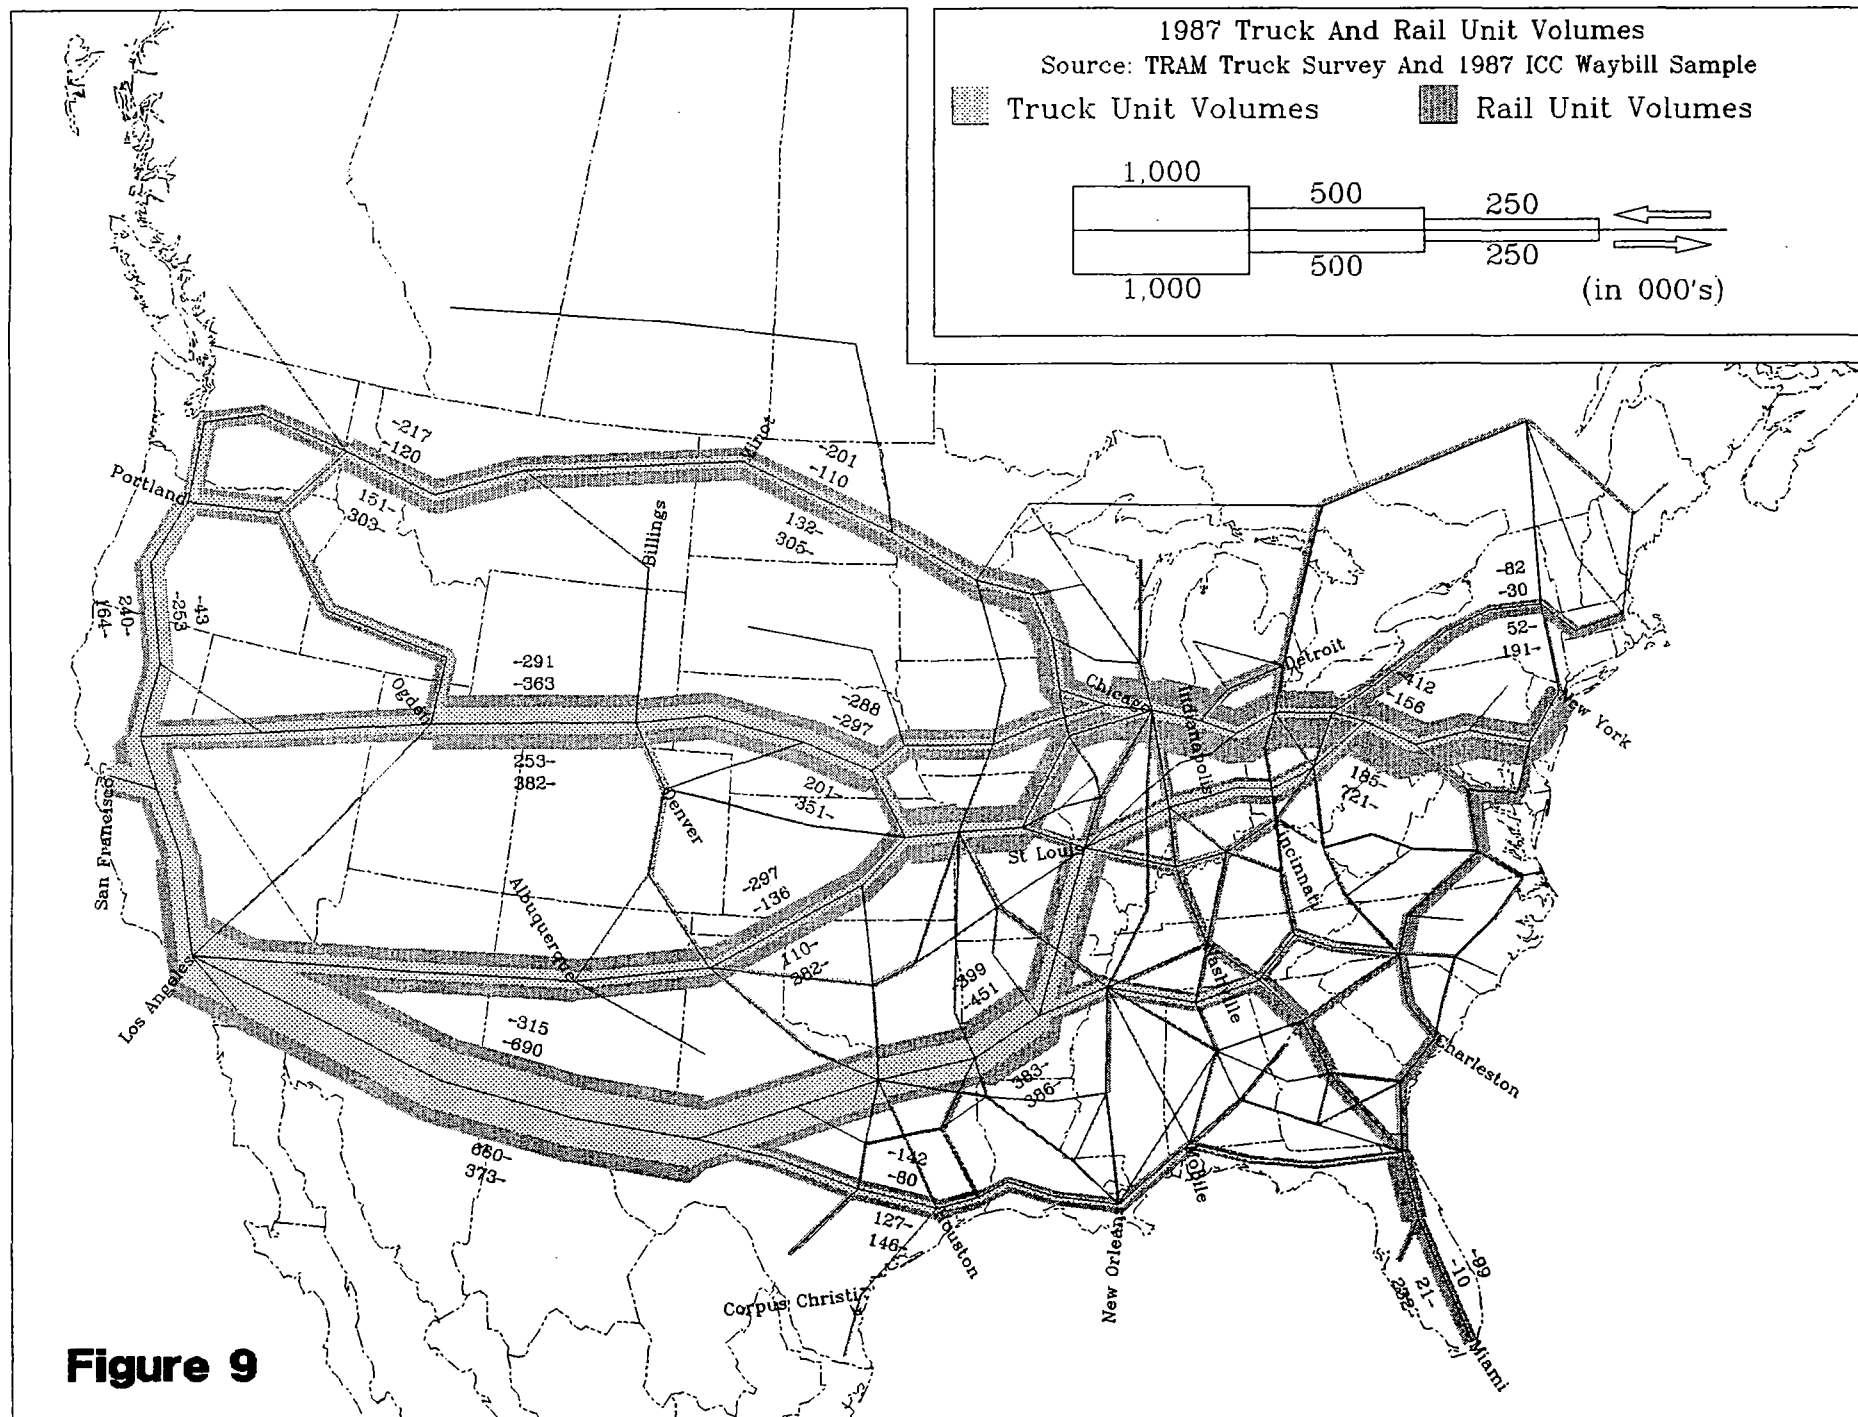 1987 Truck And Rail Unit Volumes
Source: TRAM Truck Survey And 1987 ICC Waybill Sample
Truck Unit Volumes
Rail Unit Volumes
1,000
500
250
250
500
1,000
(in 000's)
Minot
-217
-120
-201
-110
Portland
151-
303-
132-
305-
Billings
-82
-30
52-
191-
164-
240-
-253
-43
Detroit
-291
-363
Ogden
Chicago
-412
-156
New York
-288
-297
Indianapolis
253-
382-
201-
351-
185-
721-
San Francisco
Denver
St Louis
Cincinnati
Albuquerque
-297
-136
110-
282-
-399
-451
Nashville
Los Angeles
-315
-690
383-
386-
Charleston
660-
373-
-142
-80
127-
146-
Houston
New Orleans
Mobile
Corpus Christi
-99
-10
21-
232-
Miami
Figure 9